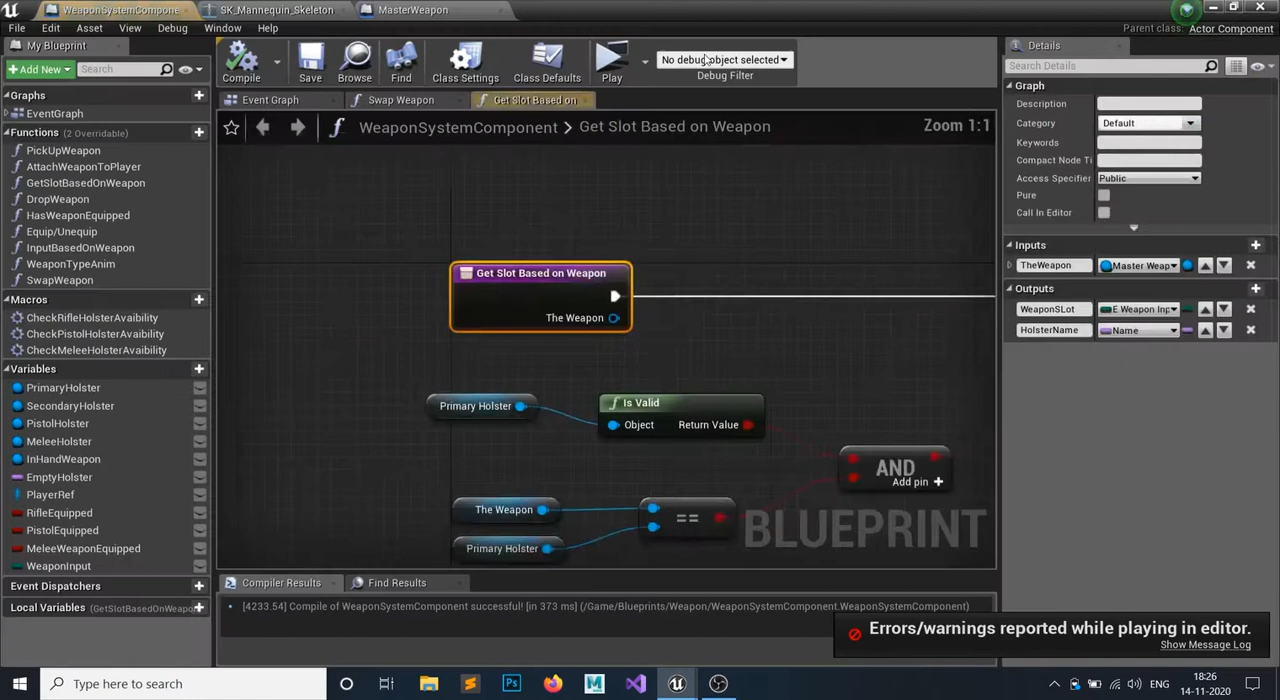 WeaponSystemCompone
SK_Mannequin_Skeleton
MasterWeapon
File Edit Asset View Debug Window Help
Parent class: Actor Component
My Blueprint
Add New
Search
Compile
Save
Browse
Find
Class Settings
Class Defaults
Play
No debug object selected
Debug Filter
Event Graph
Swap Weapon
Get Slot Based on
WeaponSystemComponent > Get Slot Based on Weapon
Zoom 1:1
Graphs
EventGraph
Functions (2 Overridable)
PickUpWeapon
AttachWeaponToPlayer
GetSlotBasedOnWeapon
DropWeapon
HasWeaponEquipped
Equip/Unequip
InputBasedOnWeapon
WeaponTypeAnim
SwapWeapon
Macros
CheckRifleHolsterAvaibility
CheckPistolHolsterAvaibility
CheckMeleeHolsterAvaibility
Variables
PrimaryHolster
SecondaryHolster
PistolHolster
MeleeHolster
InHandWeapon
EmptyHolster
PlayerRef
RifleEquipped
PistolEquipped
MeleeWeaponEquipped
WeaponInput
Event Dispatchers
Local Variables (GetSlotBasedOnWeapo
Get Slot Based on Weapon
The Weapon
Primary Holster
Is Valid
Object Return Value
AND
Add pin +
The Weapon
==
Primary Holster
BLUEPRINT
Compiler Results
Find Results
[4233.54] Compile of WeaponSystemComponent successful! [in 373 ms] (/Game/Blueprints/Weapon/WeaponSystemComponent.WeaponSystemComponent)
Details
Search Details
Graph
Description
Category Default
Keywords
Compact Node Ti
Access Specifier Public
Pure
Call In Editor
Inputs
TheWeapon Master Weap
Outputs
WeaponSLot E Weapon Inp
HolsterName Name
Errors/warnings reported while playing in editor.
Show Message Log
Type here to search
ENG
18:26
14-11-2020